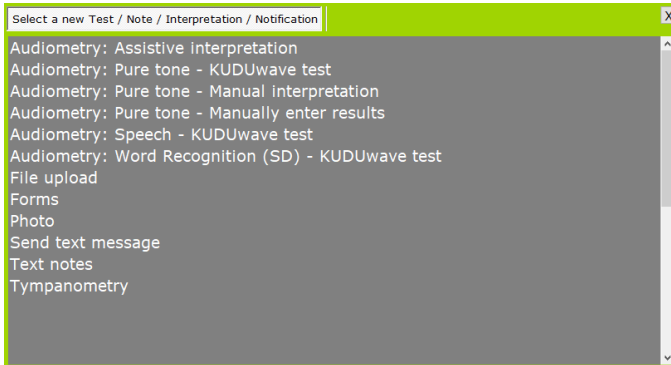 Select a new Test / Note / Interpretation / Notification
X
Audiometry: Assistive interpretation
Audiometry: Pure tone - KUDUwave test
Audiometry: Pure tone - Manual interpretation
Audiometry: Pure tone - Manually enter results
Audiometry: Speech - KUDUwave test
Audiometry: Word Recognition (SD) - KUDUwave test
File upload
Forms
Photo
Send text message
Text notes
Tympanometry